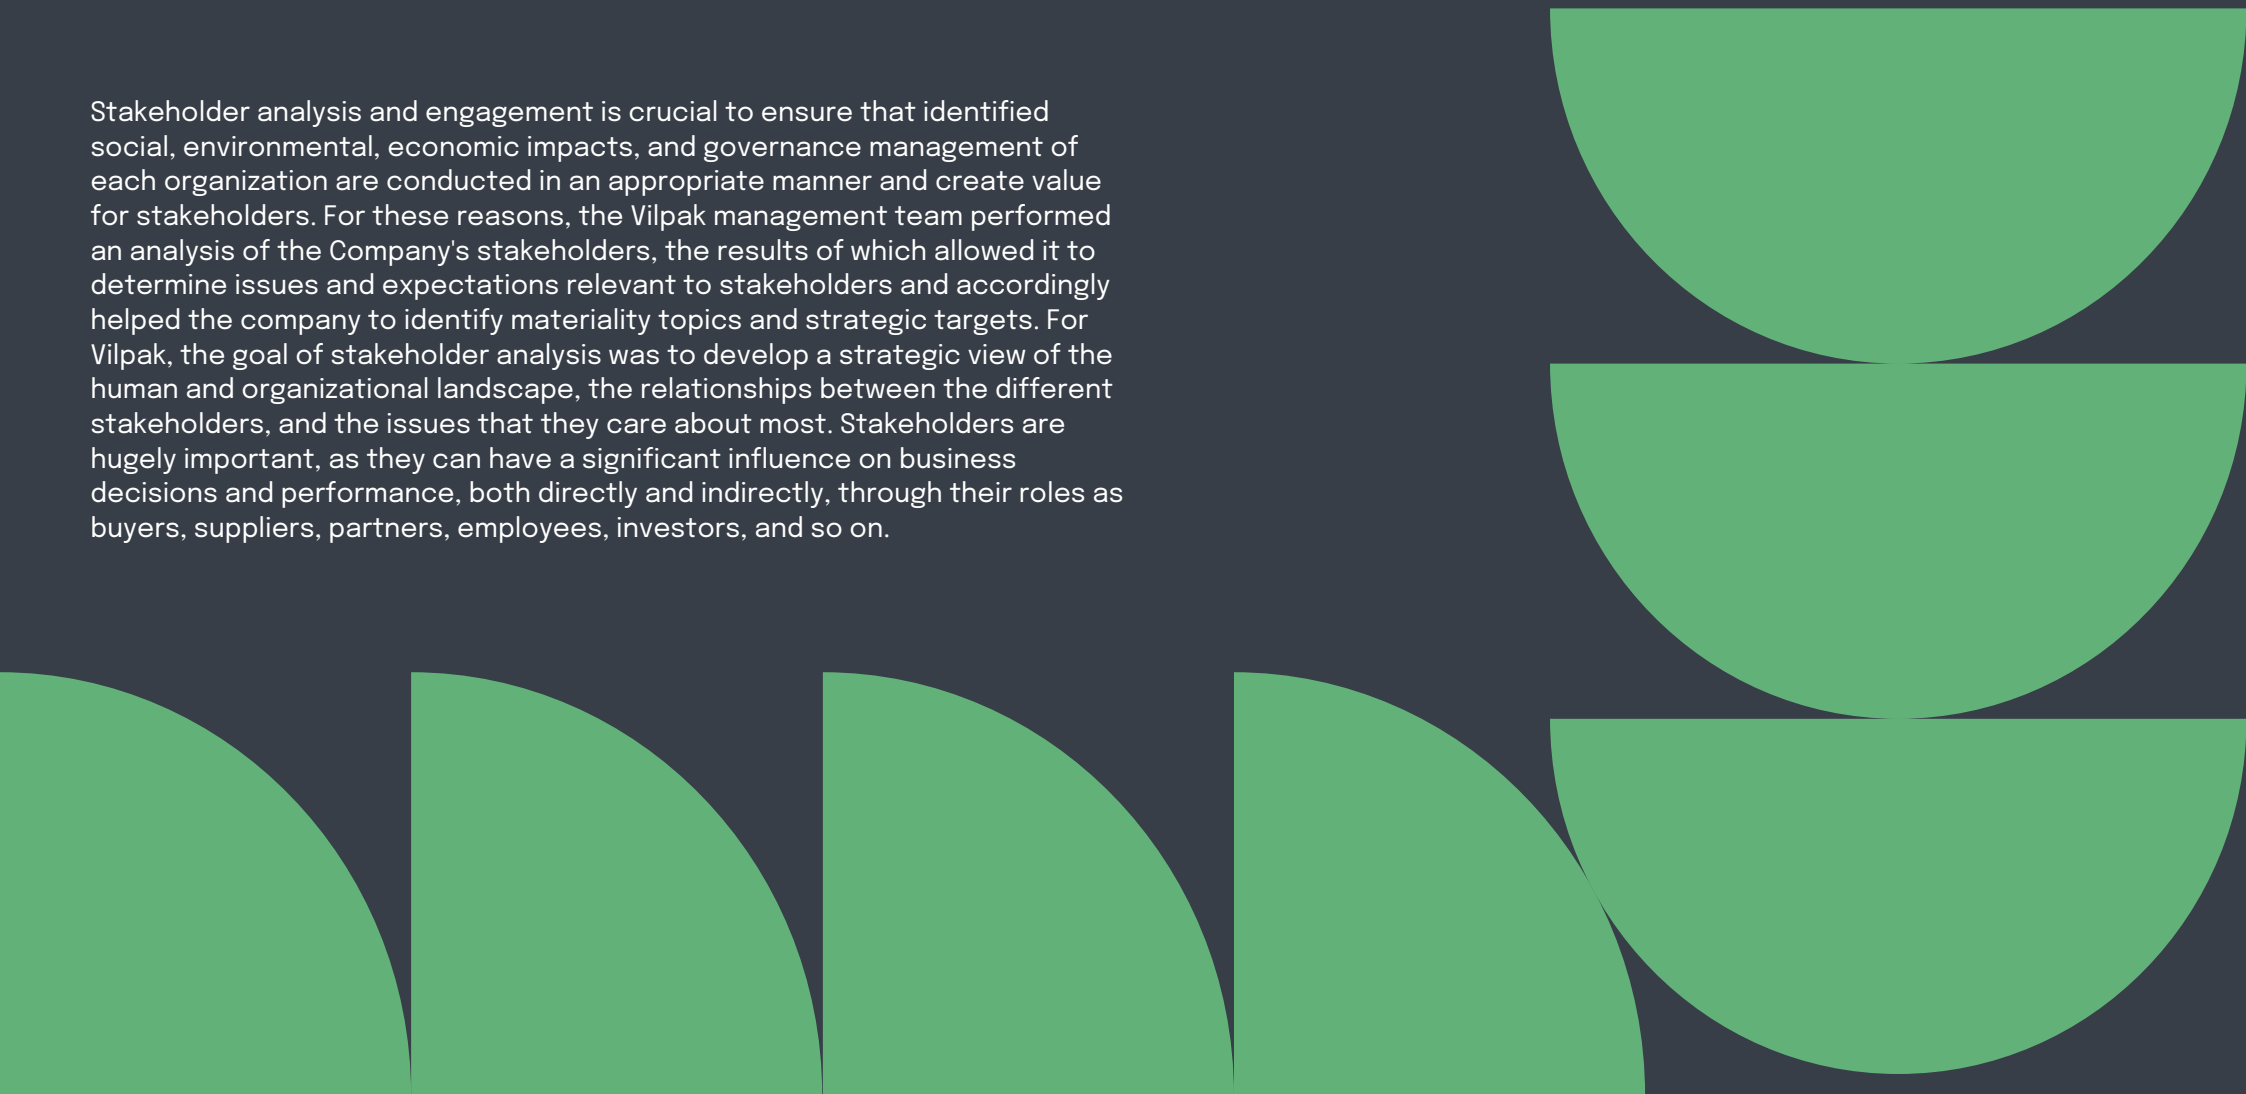 Stakeholder analysis and engagement is crucial to ensure that identified
social, environmental, economic impacts, and governance management of
each organization are conducted in an appropriate manner and create value
for stakeholders. For these reasons, the Vilpak management team performed
an analysis of the Company's stakeholders, the results of which allowed it to
determine issues and expectations relevant to stakeholders and accordingly
helped the company to identify materiality topics and strategic targets. For
Vilpak, the goal of stakeholder analysis was to develop a strategic view of the
human and organizational landscape, the relationships between the different
stakeholders, and the issues that they care about most. Stakeholders are
hugely important, as they can have a significant influence on business
decisions and performance, both directly and indirectly, through their roles as
buyers, suppliers, partners, employees, investors, and so on.